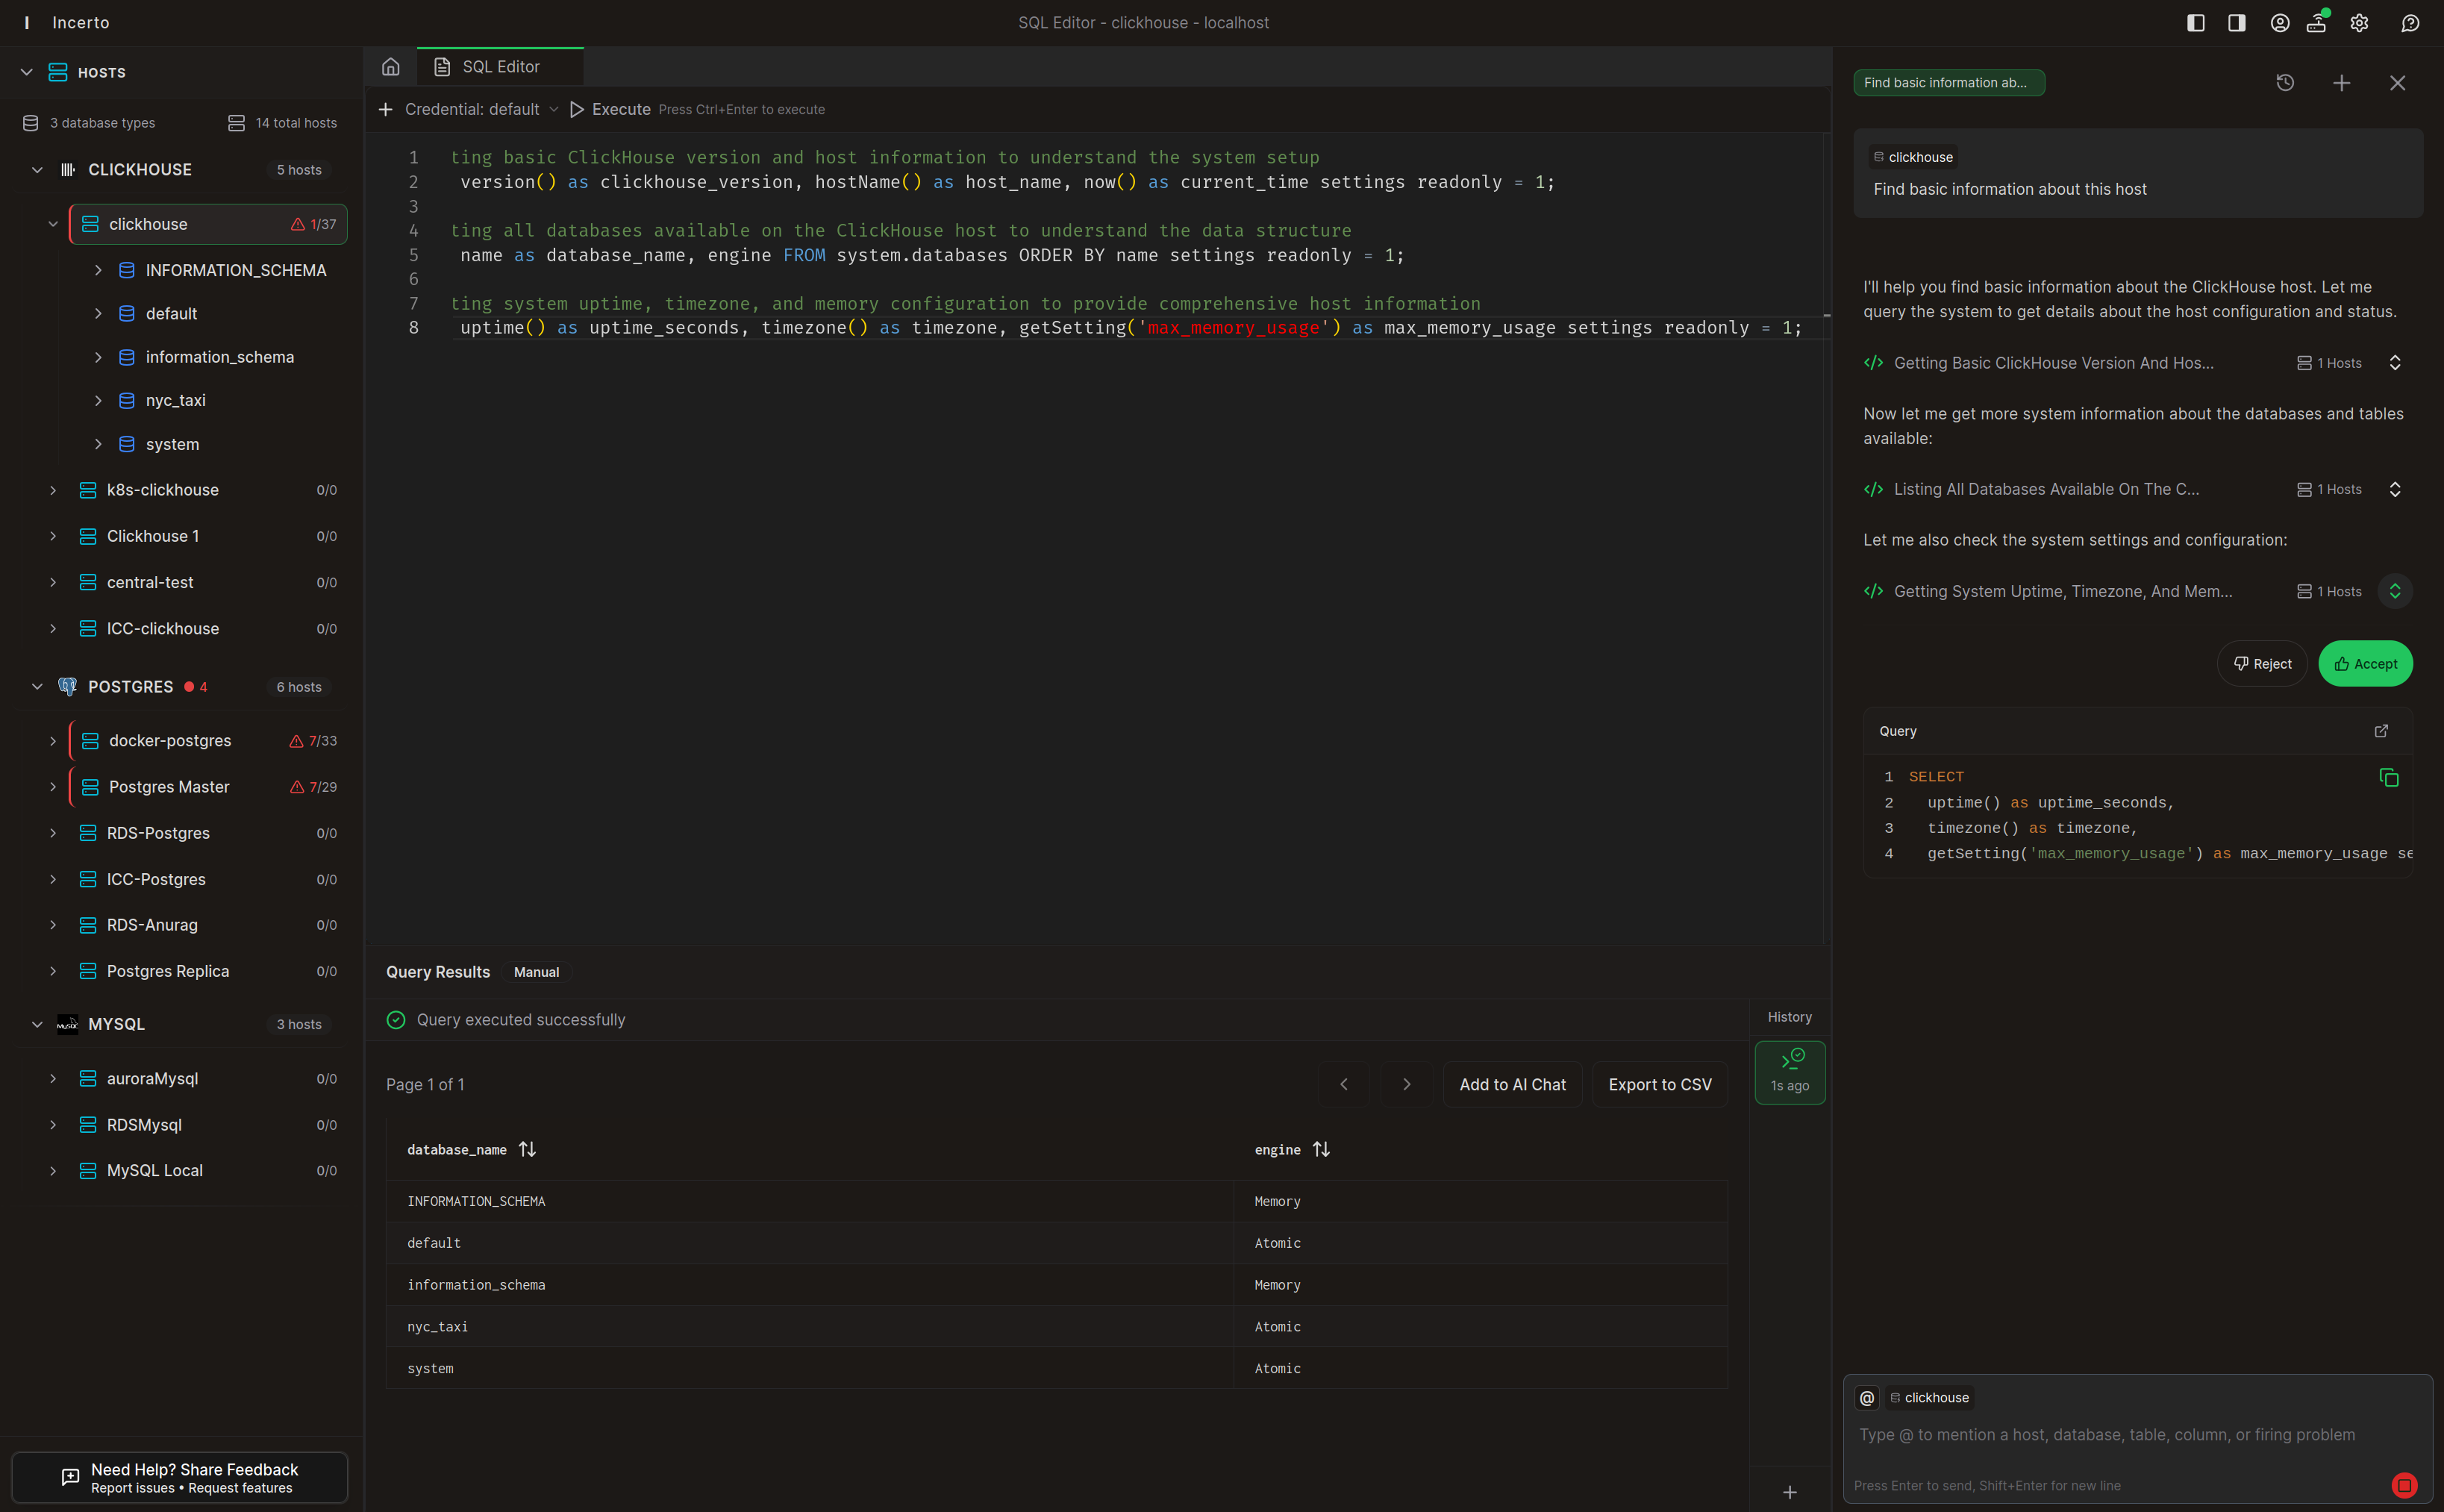 I Incerto
SQL Editor - clickhouse - localhost
HOSTS
3 database types
14 total hosts
CLICKHOUSE
5 hosts
clickhouse
1/37
INFORMATION_SCHEMA
default
information_schema
nyc_taxi
system
k8s-clickhouse
0/0
Clickhouse 1
0/0
central-test
0/0
ICC-clickhouse
0/0
POSTGRES
4
6 hosts
docker-postgres
7/33
Postgres Master
7/29
RDS-Postgres
0/0
ICC-Postgres
0/0
RDS-Anurag
0/0
Postgres Replica
0/0
MySQL
MYSQL
3 hosts
auroraMysql
0/0
RDSMysql
0/0
MySQL Local
0/0
Need Help? Share Feedback
Report issues • Request features
SQL Editor
Credential: default
Execute Press Ctrl+Enter to execute
1 ting basic ClickHouse version and host information to understand the system setup
2 version() as clickhouse_version, hostName() as host_name, now() as current_time settings readonly = 1;
3
4 ting all databases available on the ClickHouse host to understand the data structure
5 name as database_name, engine FROM system.databases ORDER BY name settings readonly = 1;
6
7 ting system uptime, timezone, and memory configuration to provide comprehensive host information
8 uptime() as uptime_seconds, timezone() as timezone, getSetting('max_memory_usage') as max_memory_usage settings readonly = 1;
Query Results
Manual
Query executed successfully
Page 1 of 1
Add to AI Chat
Export to CSV
database_name engine
INFORMATION_SCHEMA Memory
default Atomic
information_schema Memory
nyc_taxi Atomic
system Atomic
History
1s ago
Find basic information ab...
clickhouse
Find basic information about this host
I'll help you find basic information about the ClickHouse host. Let me
query the system to get details about the host configuration and status.
Getting Basic ClickHouse Version And Hos...
1 Hosts
Now let me get more system information about the databases and tables
available:
Listing All Databases Available On The C...
1 Hosts
Let me also check the system settings and configuration:
Getting System Uptime, Timezone, And Mem...
1 Hosts
Reject
Accept
Query
1 SELECT
2 uptime() as uptime_seconds,
3 timezone() as timezone,
4 getSetting('max_memory_usage') as max_memory_usage se
@ clickhouse
Type @ to mention a host, database, table, column, or firing problem
Press Enter to send, Shift+Enter for new line